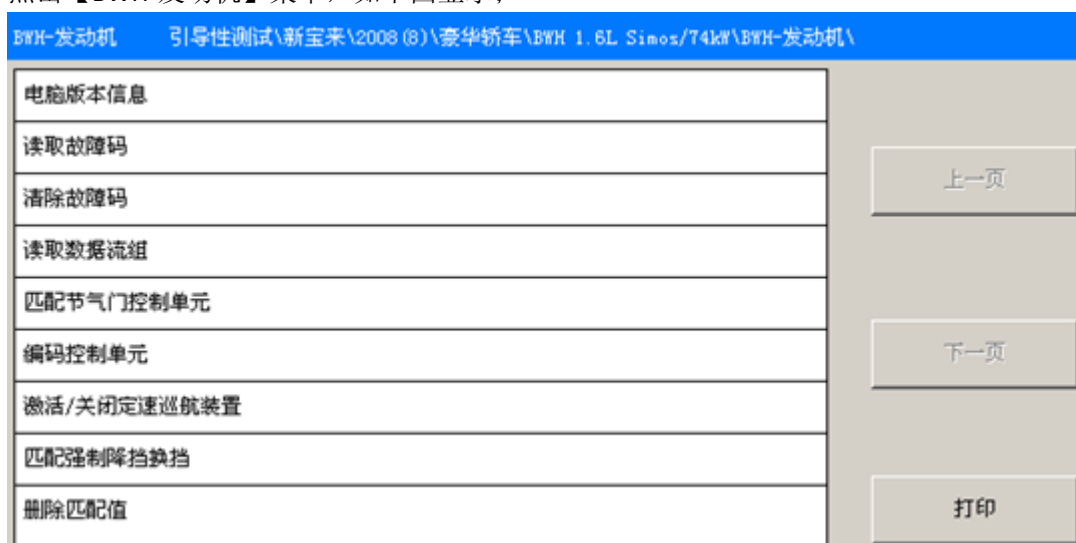 BWH-发动机 引导性测试\新宝来\2008(8)\豪华轿车\BWH 1.6L Simos/74kW\BWH-发动机\
电脑版本信息
读取故障码
清除故障码
读取数据流组
匹配节气门控制单元
编码控制单元
激活/关闭定速巡航装置
匹配强制降挡换挡
删除匹配值
上一页
下一页
打印